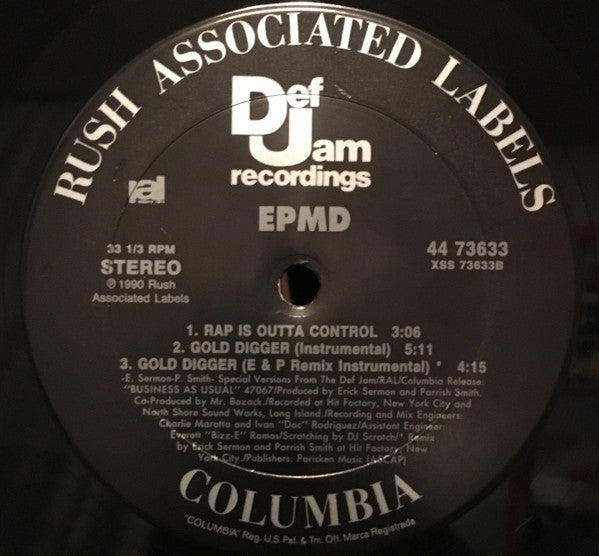 RUSH ASSOCIATED LABELS
Def
Jam
recordings
ral
EPMD
33 1/3 RPM
STEREO
℗ 1990 Rush
Associated Labels
44 73633
XSS 73633B
1. RAP IS OUTTA CONTROL 3:06
2. GOLD DIGGER (Instrumental) 5:11
3. GOLD DIGGER (E & P Remix Instrumental) * 4:15
-E. Sermon-P. Smith- Special Versions From The Def Jam/RAL/Columbia Release:
"BUSINESS AS USUAL" 47067/Produced by Erick Sermon and Parrish Smith.
Co-Produced by Mr. Bozack./Recorded at Hit Factory, New York City and
North Shore Sound Works, Long Island./Recording and Mix Engineers:
Charlie Marotta and Ivan "Doc" Rodriguez/Assistant Engineer:
Everett "Bizz-E" Ramos/Scratching by DJ Scratch/* Remix
by Erick Sermon and Parrish Smith at Hit Factory, New
York City./Publishers: Paricken Music (ASCAP)
COLUMBIA
"COLUMBIA" Reg. U.S. Pat. & Tm. Off. Marca Registrada